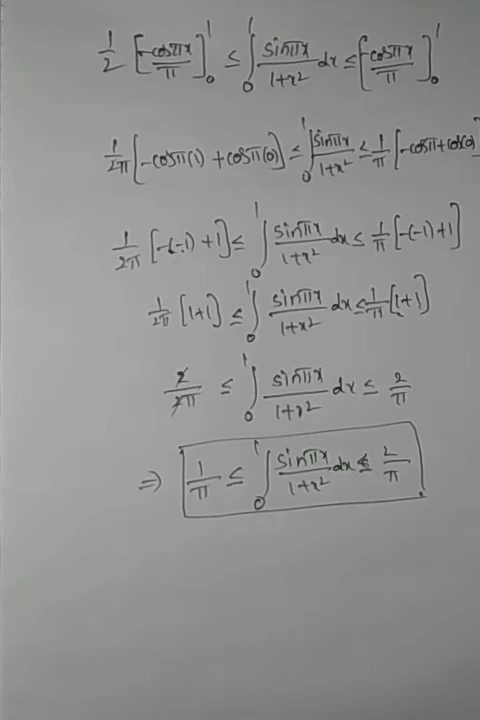 1/2 [-cosπx/π]₀¹ ≤ ∫₀¹ sinπx/1+x² dx ≤ [-cosπx/π]₀¹
1/2π [-cosπ(1) + cosπ(0)] ≤ ∫₀¹ sinπx/1+x² ≤ 1/π [-cosπ + cos(0)
1/2π [-(-1) + 1] ≤ ∫₀¹ sinπx/1+x² dx ≤ 1/π [-(-1) + 1]
1/2π [1+1] ≤ ∫₀¹ sinπx/1+x² dx ≤ 1/π [1+1]
2/2π ≤ ∫₀¹ sinπx/1+x² dx ≤ 2/π
⇒ 1/π ≤ ∫₀¹ sinπx/1+x² dx ≤ 2/π